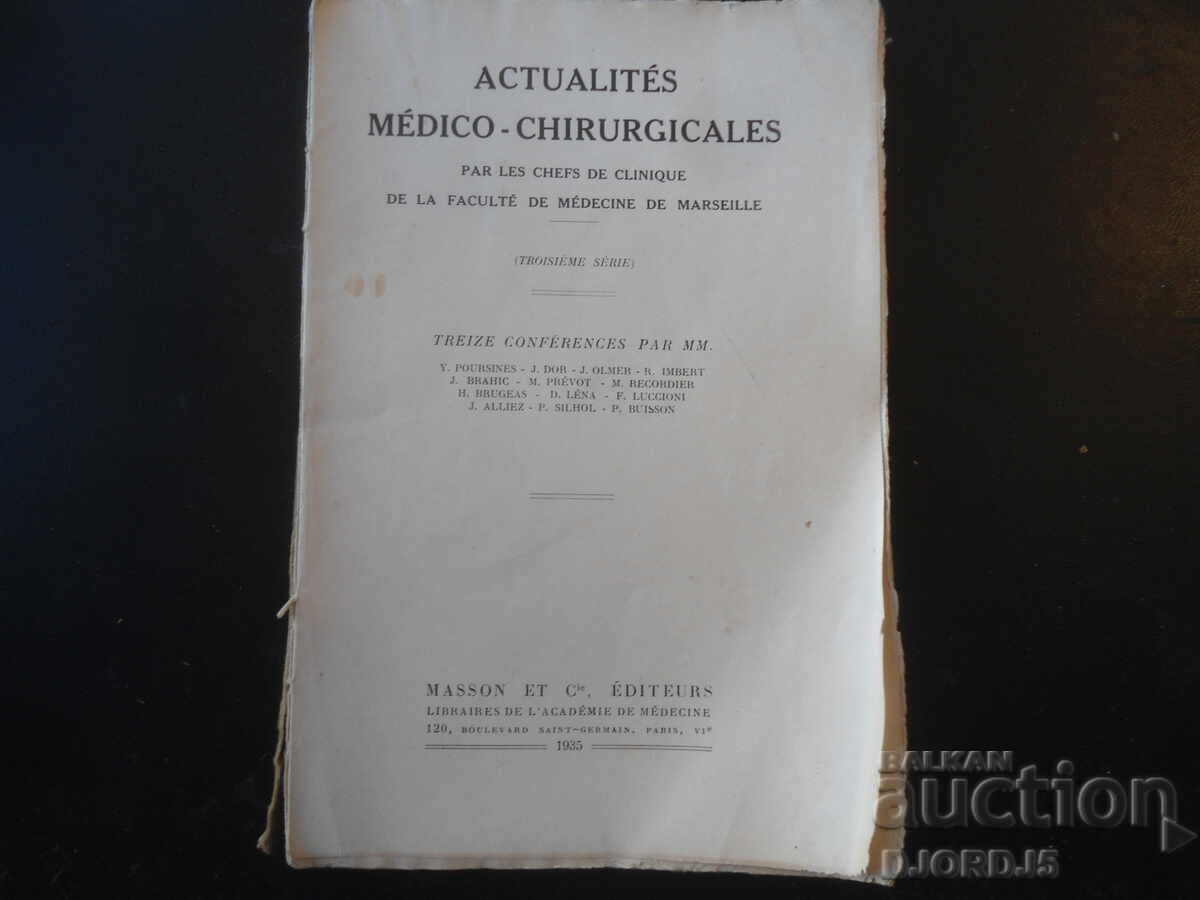 ACTUALITÉS
MÉDICO - CHIRURGICALES
PAR LES CHEFS DE CLINIQUE
DE LA FACULTÉ DE MÉDECINE DE MARSEILLE
(TROISIÈME SÉRIE)
TREIZE CONFÉRENCES PAR MM.
Y. POURSINES - J. DOR - J. OLMER - R. IMBERT
J. BRAHIC - M. PRÉVOT - M. RECORDIER
H. BRUGEAS - D. LÉNA - F. LUCCIONI
J. ALLIEZ - P. SILHOL - P. BUISSON
MASSON ET Cie, ÉDITEURS
LIBRAIRES DE L'ACADÉMIE DE MÉDECINE
120, BOULEVARD SAINT-GERMAIN, PARIS, VIe
1935
BALKAN
auction
DJORDJ5